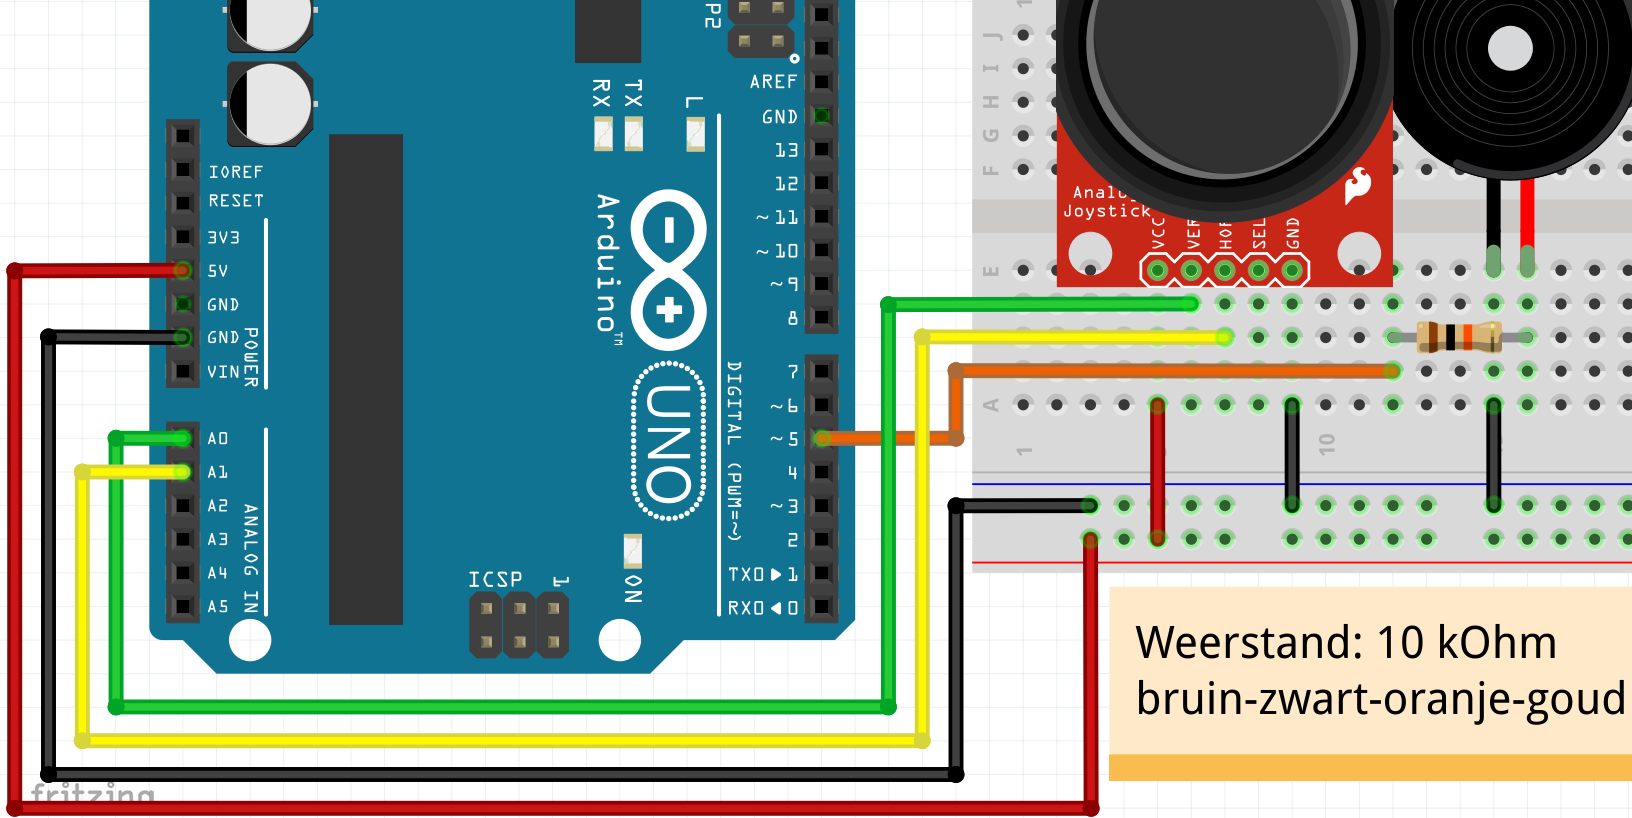 P2
AREF
GND
13
12
~11
~10
~9
8
7
~6
~5
4
~3
2
TX0 1
RX0 0
DIGITAL (PWM=~)
RX
TX
L
Arduino™
UNO
ON
ICSP
1
IOREF
RESET
3V3
5V
GND
GND
VIN
POWER
A0
A1
A2
A3
A4
A5
ANALOG IN
J
I
H
G
F
E
A
1
1
10
Joystick
VCC
VER
HOR
SEL
GND
Weerstand: 10 kOhm
bruin-zwart-oranje-goud
fritzing